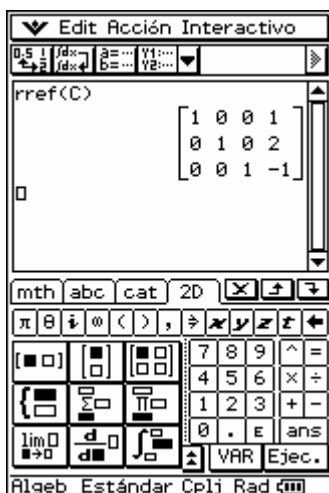 Edit Acción Interactivo
rref(C)
1 0 0 1
0 1 0 2
0 0 1 -1
mth abc cat 2D
π θ i ∞ ( ) , ⇒ x y z t ←
7 8 9 ^ =
4 5 6 × ÷
1 2 3 + -
0 . E ans
VAR Ejec.
Σ Π
lim d ∫
Algeb Estándar Cplj Rad